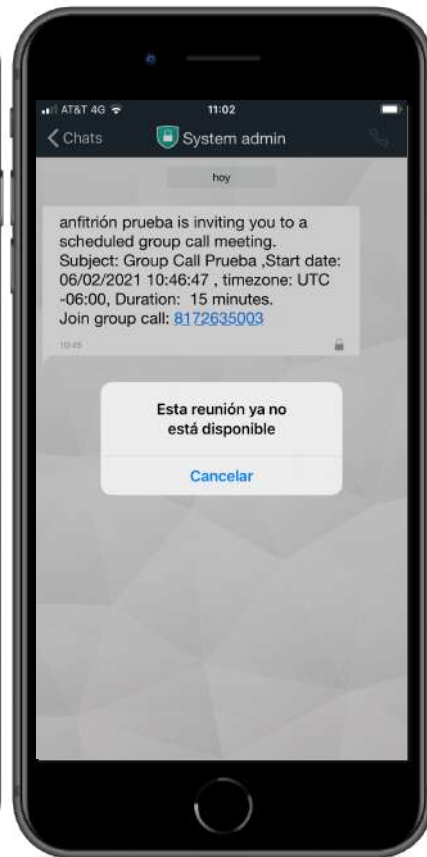 AT&T 4G 11:02
Chats System admin
hoy
anfitrión prueba is inviting you to a
scheduled group call meeting.
Subject: Group Call Prueba ,Start date:
06/02/2021 10:46:47 , timezone: UTC
-06:00, Duration: 15 minutes.
Join group call: 8172635003
10:45
Esta reunión ya no
está disponible
Cancelar